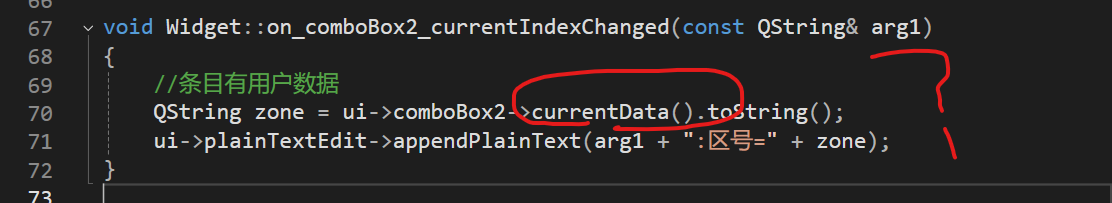 66
67 void Widget::on_comboBox2_currentIndexChanged(const QString& arg1)
68 {
69 //条目有用户数据
70 QString zone = ui->comboBox2->currentData().toString();
71 ui->plainTextEdit->appendPlainText(arg1 + ":区号=" + zone);
72 }
73